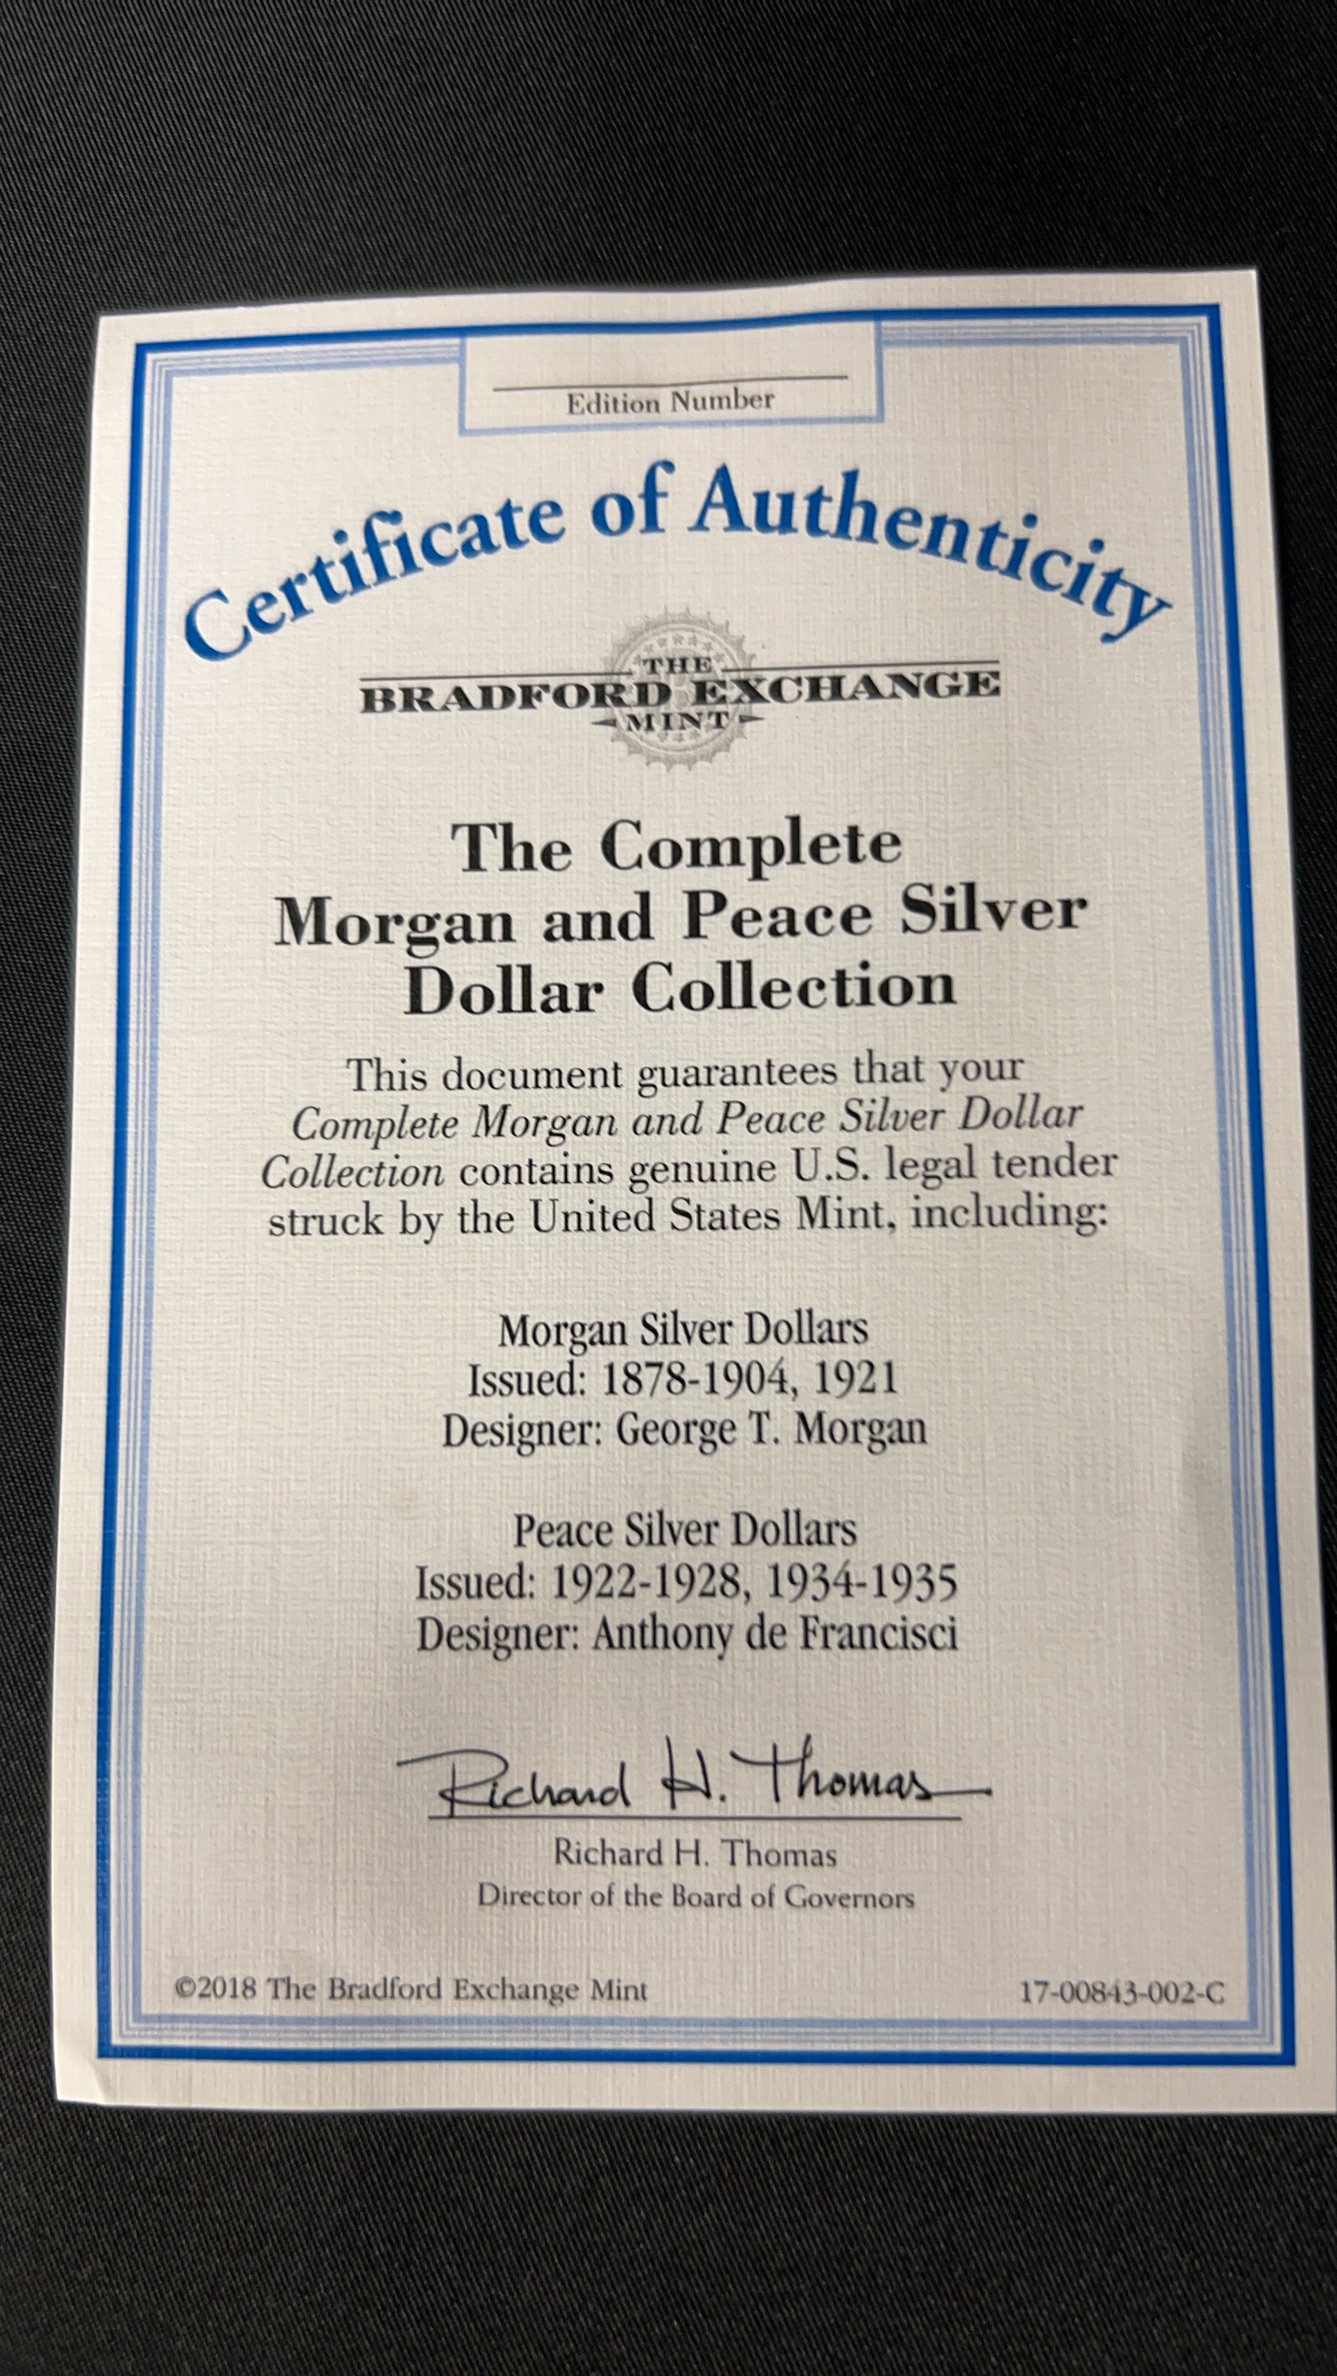 Edition Number
Certificate of Authenticity
THE
BRADFORD EXCHANGE
MINT
The Complete
Morgan and Peace Silver
Dollar Collection
This document guarantees that your
Complete Morgan and Peace Silver Dollar
Collection contains genuine U.S. legal tender
struck by the United States Mint, including:
Morgan Silver Dollars
Issued: 1878-1904, 1921
Designer: George T. Morgan
Peace Silver Dollars
Issued: 1922-1928, 1934-1935
Designer: Anthony de Francisci
Richard H. Thomas
Richard H. Thomas
Director of the Board of Governors
©2018 The Bradford Exchange Mint
17-00843-002-C